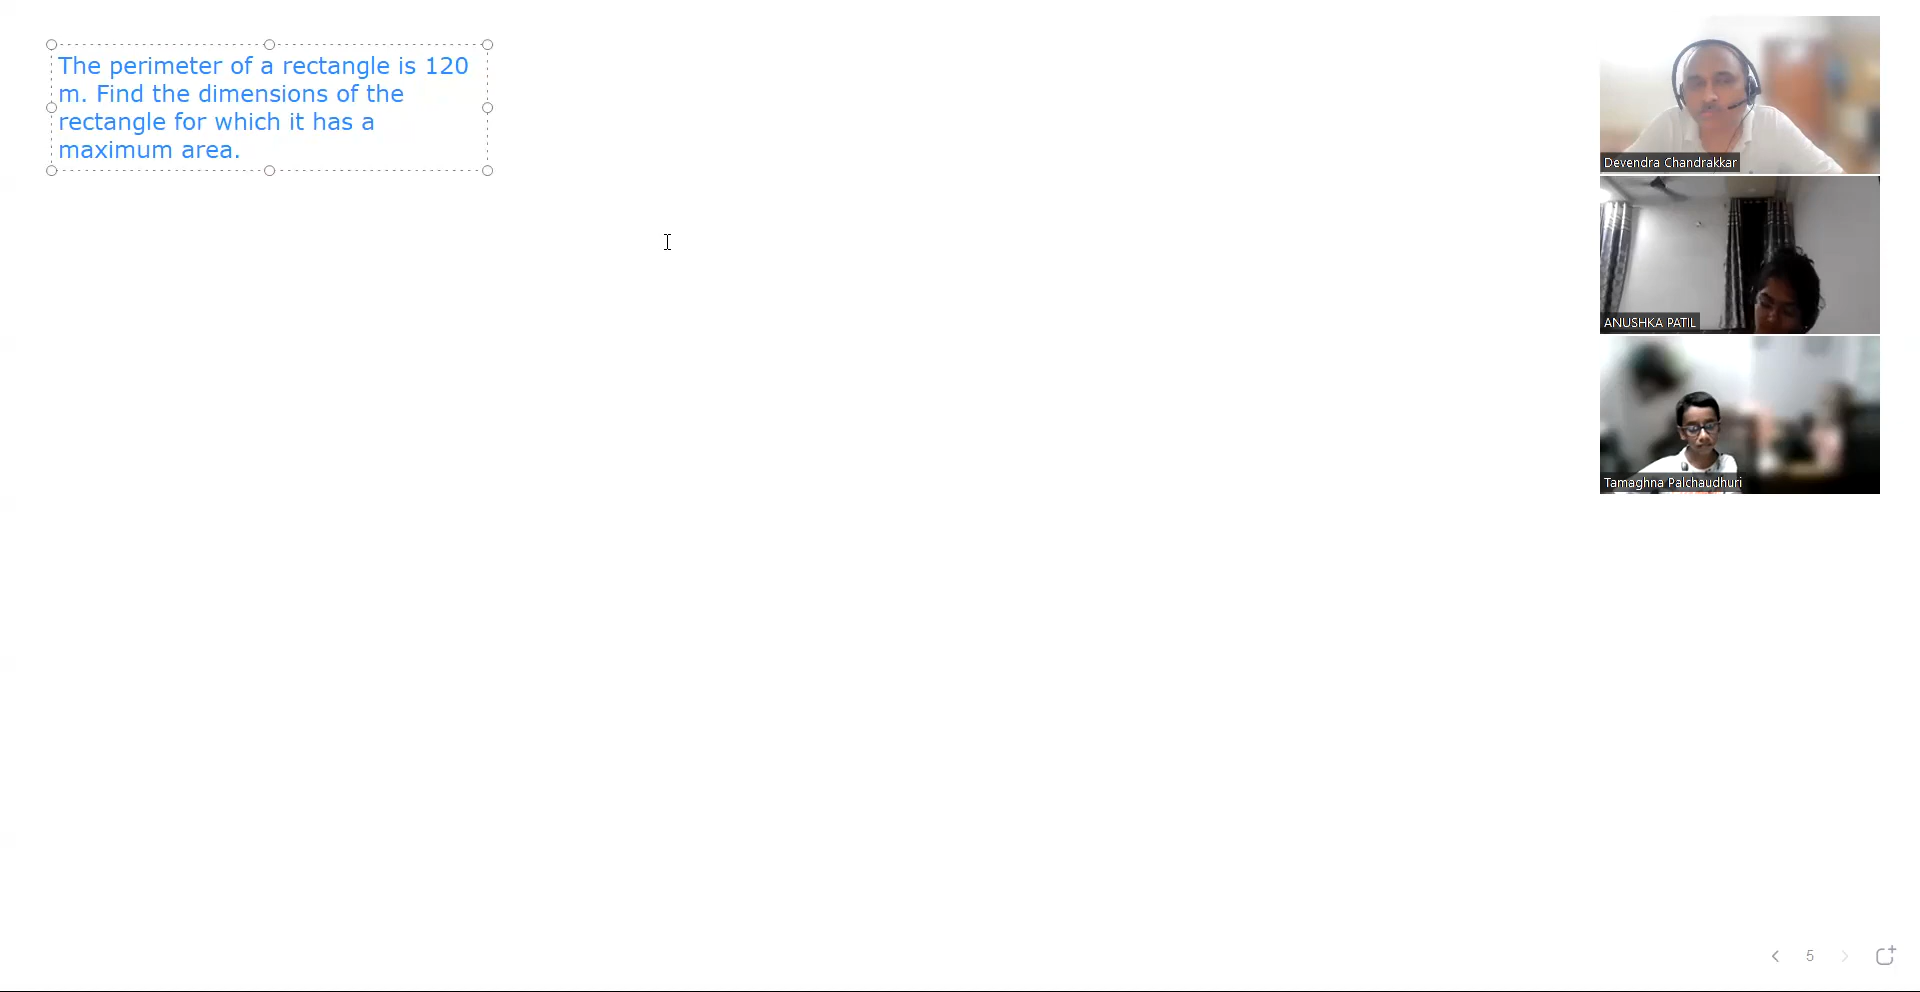 The perimeter of a rectangle is 120
m. Find the dimensions of the
rectangle for which it has a
maximum area.
Devendra Chandrakkar
ANUSHKA PATIL
Tamaghna Palchaudhuri
5